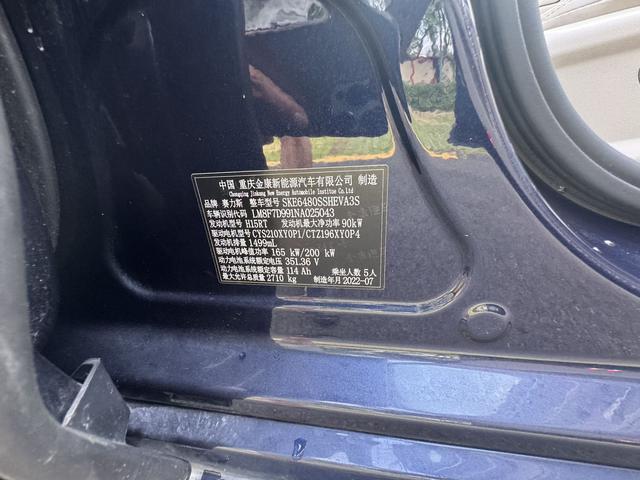 中国 重庆金康新能源汽车有限公司 制造
Chongqing Jinkang New Energy Automobile Institue Co.Ltd
品牌 赛力斯 整车型号 SKE6480SSHEVA3S
车辆识别代码 LM8F7D991NA025043
发动机型号 H15RT 发动机最大净功率 90kW
驱动电机型号 CYS210XY0P1/CTZ196XY0P4
发动机排量 1499mL
驱动电机峰值功率 165 kW/200 kW
动力电池系统额定电压 351.36 V
动力电池系统额定容量 114 Ah 乘坐人数 5人
最大允许总质量 2710 kg 制造年月 2022-07